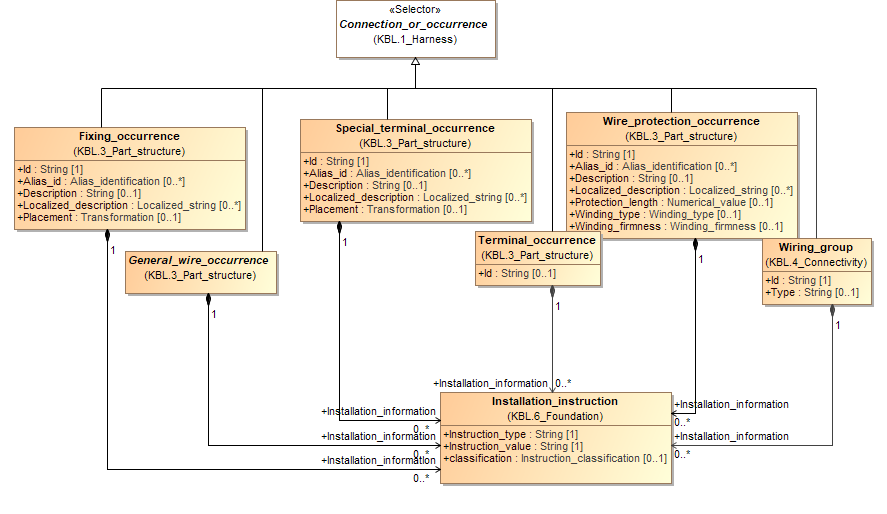 «Selector»
Connection_or_occurrence
(KBL.1_Harness)
Fixing_occurrence
(KBL.3_Part_structure)
+Id : String [1]
+Alias_id : Alias_identification [0..*]
+Description : String [0..1]
+Localized_description : Localized_string [0..*]
+Placement : Transformation [0..1]
1
Special_terminal_occurrence
(KBL.3_Part_structure)
+Id : String [1]
+Alias_id : Alias_identification [0..*]
+Description : String [0..1]
+Localized_description : Localized_string [0..*]
+Placement : Transformation [0..1]
1
Wire_protection_occurrence
(KBL.3_Part_structure)
+Id : String [1]
+Alias_id : Alias_identification [0..*]
+Description : String [0..1]
+Localized_description : Localized_string [0..*]
+Protection_length : Numerical_value [0..1]
+Winding_type : Winding_type [0..1]
+Winding_firmness : Winding_firmness [0..1]
1
General_wire_occurrence
(KBL.3_Part_structure)
1
Terminal_occurrence
(KBL.3_Part_structure)
+Id : String [0..1]
1
Wiring_group
(KBL.4_Connectivity)
+Id : String [1]
+Type : String [0..1]
1
+Installation_information 0..*
Installation_instruction
(KBL.6_Foundation)
+Instruction_type : String [1]
+Instruction_value : String [1]
+classification : Instruction_classification [0..1]
+Installation_information
0..*
+Installation_information
0..*
+Installation_information
0..*
+Installation_information
0..*
+Installation_information
0..*